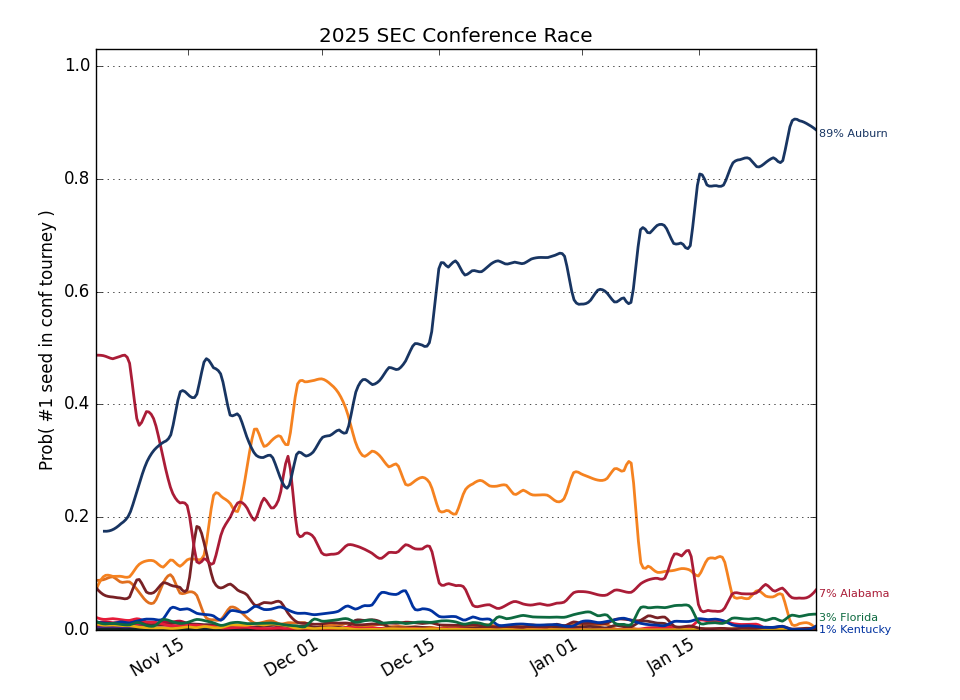 2025 SEC Conference Race
Prob( #1 seed in conf tourney )
1.0
0.8
0.6
0.4
0.2
0.0
Nov 15
Dec 01
Dec 15
Jan 01
Jan 15
89% Auburn
7% Alabama
3% Florida
1% Kentucky